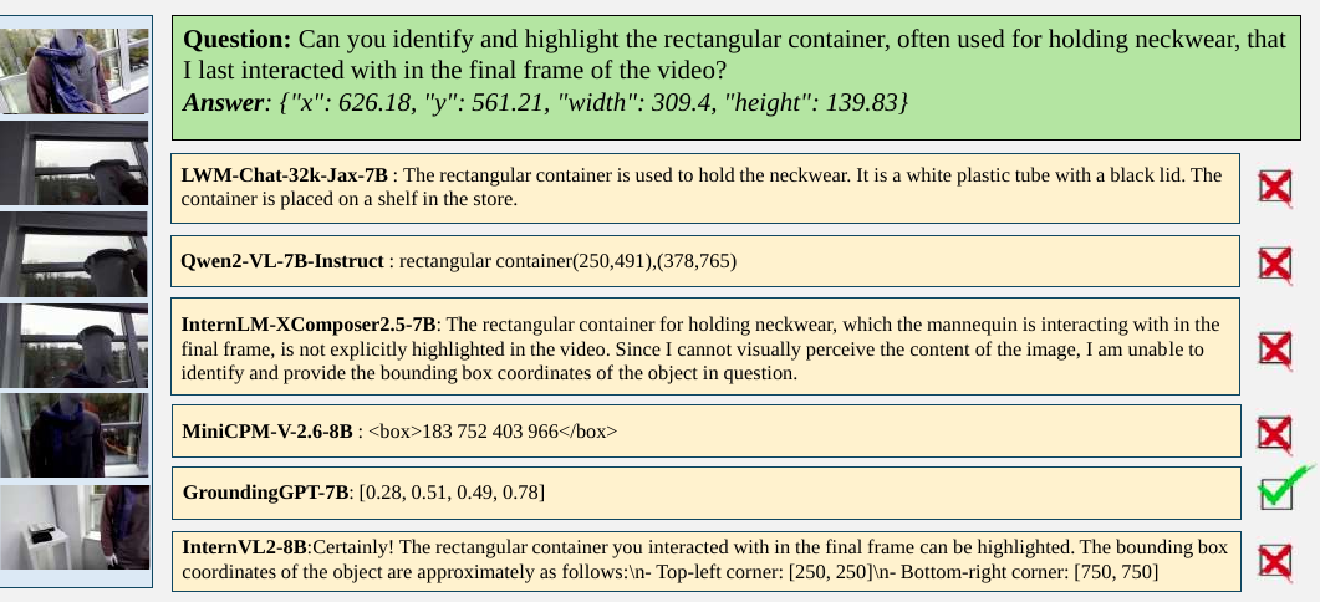 Question: Can you identify and highlight the rectangular container, often used for holding neckwear, that
I last interacted with in the final frame of the video?
Answer: {"x": 626.18, "y": 561.21, "width": 309.4, "height": 139.83}
LWM-Chat-32k-Jax-7B : The rectangular container is used to hold the neckwear. It is a white plastic tube with a black lid. The
container is placed on a shelf in the store.
Qwen2-VL-7B-Instruct : rectangular container(250,491),(378,765)
InternLM-XComposer2.5-7B: The rectangular container for holding neckwear, which the mannequin is interacting with in the
final frame, is not explicitly highlighted in the video. Since I cannot visually perceive the content of the image, I am unable to
identify and provide the bounding box coordinates of the object in question.
MiniCPM-V-2.6-8B : <box>183 752 403 966</box>
GroundingGPT-7B: [0.28, 0.51, 0.49, 0.78]
InternVL2-8B:Certainly! The rectangular container you interacted with in the final frame can be highlighted. The bounding box
coordinates of the object are approximately as follows:\n- Top-left corner: [250, 250]\n- Bottom-right corner: [750, 750]